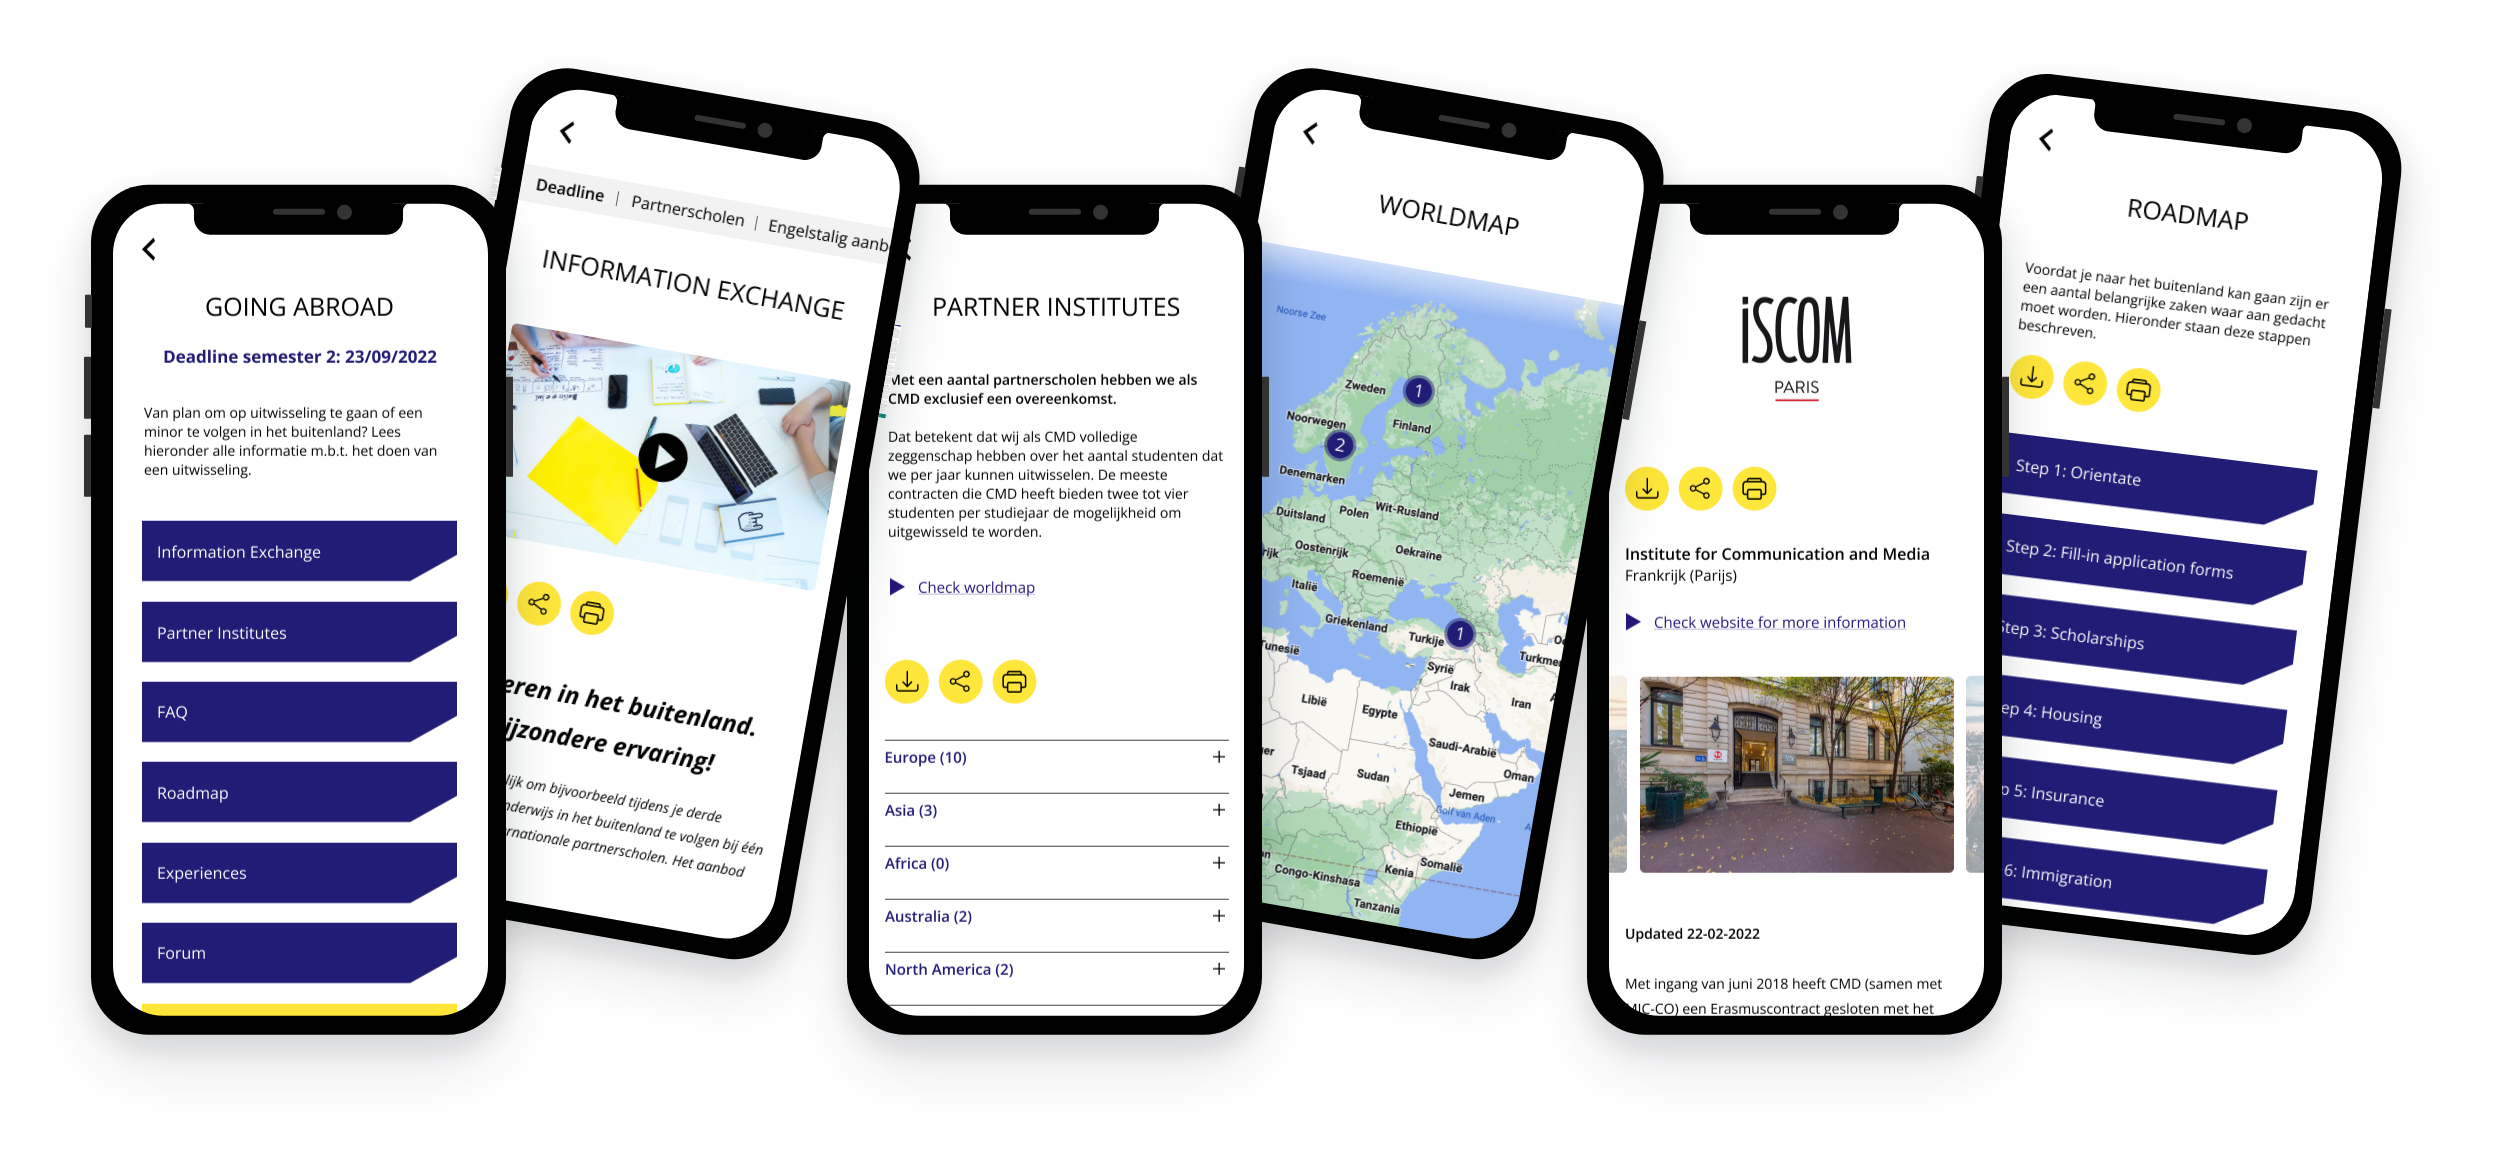 GOING ABROAD
Deadline semester 2: 23/09/2022
Van plan om op uitwisseling te gaan of een
minor te volgen in het buitenland? Lees
hieronder alle informatie m.b.t. het doen van
een uitwisseling.
Information Exchange
Partner Institutes
FAQ
Roadmap
Experiences
Forum
Deadline | Partnerscholen | Engelstalig
INFORMATION EXCHANGE
in het buitenland.
ervaring!
om bijvoorbeeld tijdens je derde
in het buitenland te volgen bij één
partnerscholen. Het aanbod
PARTNER INSTITUTES
Met een aantal partnerscholen hebben we als
CMD exclusief een overeenkomst.
Dat betekent dat wij als CMD volledige
zeggenschap hebben over het aantal studenten dat
we per jaar kunnen uitwisselen. De meeste
contracten die CMD heeft bieden twee tot vier
studenten per studiejaar de mogelijkheid om
uitgewisseld te worden.
Check worldmap
Europe (10)
Asia (3)
Africa (0)
Australia (2)
North America (2)
WORLDMAP
Noorse Zee
Zweden
1
Noorwegen
Finland
2
Denemarken
Duitsland
Polen
Wit-Rusland
Oostenrijk
Oekraïne
Italië
Roemenië
Griekenland
Turkije
1
Tunesië
Syrië
Irak
Iran
Libië
Egypte
Saudi-Arabië
Oman
Tsjaad
Sudan
Jemen
Golf van Aden
Ethiopië
Somalië
Kenia
Congo-Kinshasa
Tanzania
iSCOM
PARIS
Institute for Communication and Media
Frankrijk (Parijs)
Check website for more information
Updated 22-02-2022
Met ingang van juni 2018 heeft CMD (samen met
MIC-CO) een Erasmuscontract gesloten met het
ROADMAP
Voordat je naar het buitenland kan gaan zijn er
een aantal belangrijke zaken waar aan gedacht
moet worden. Hieronder staan deze stappen
beschreven.
Step 1: Orientate
Step 2: Fill-in application forms
Step 3: Scholarships
4: Housing
5: Insurance
6: Immigration